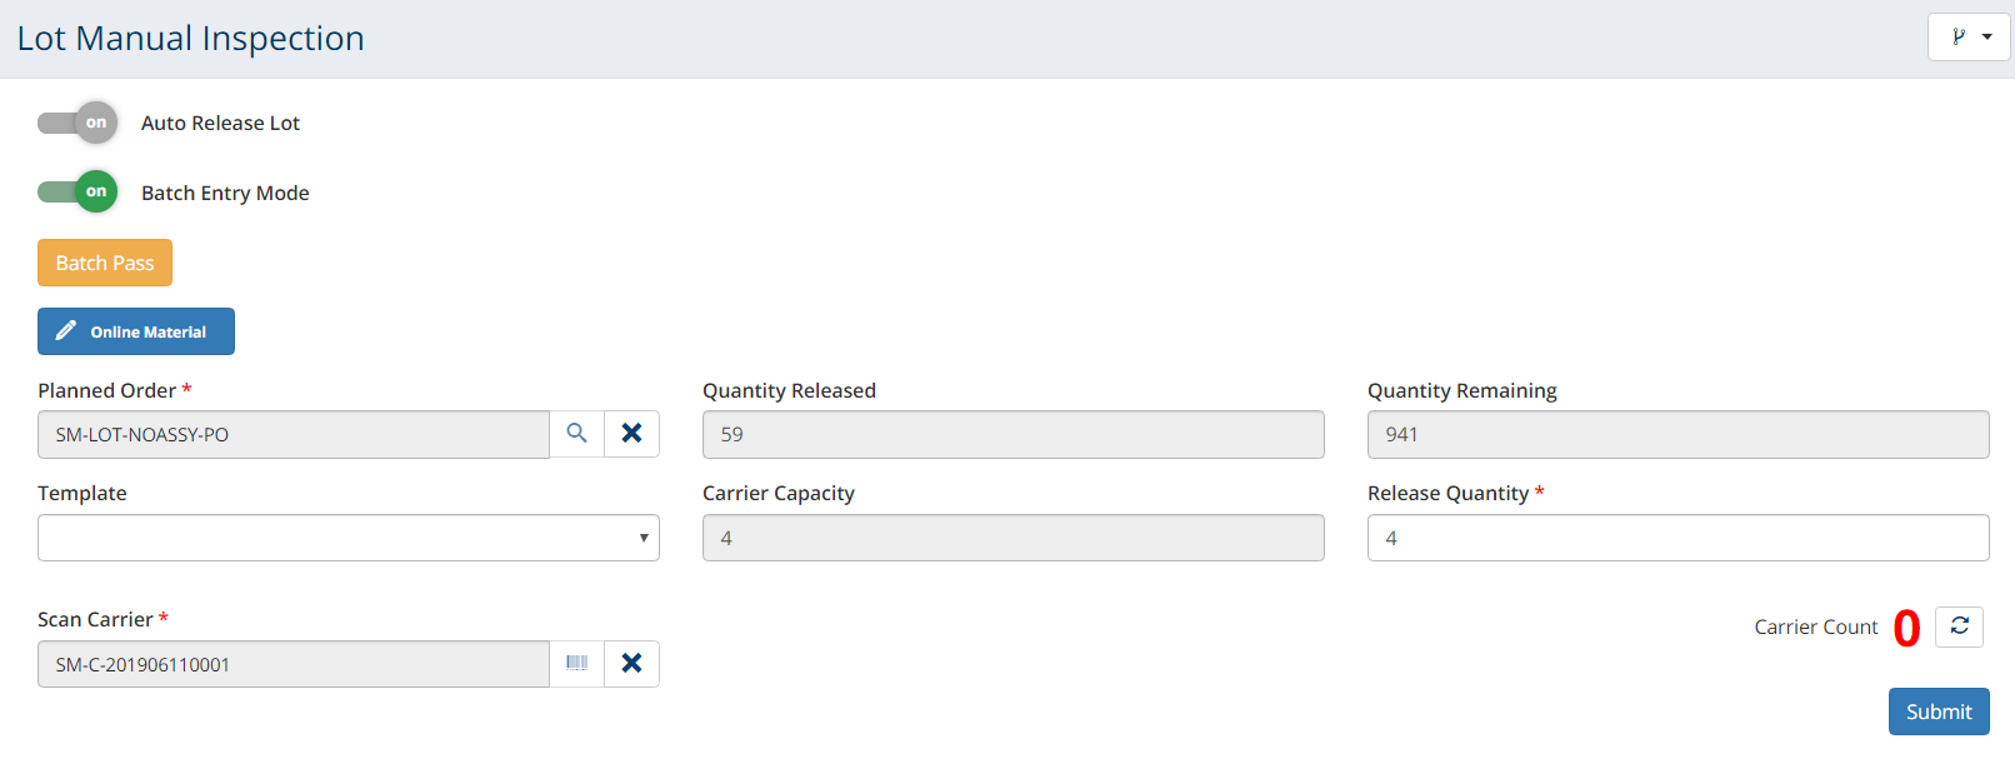 Lot Manual Inspection
on Auto Release Lot
on Batch Entry Mode
Batch Pass
Online Material
Planned Order *
SM-LOT-NOASSY-PO
Quantity Released
59
Quantity Remaining
941
Template
Carrier Capacity
4
Release Quantity *
4
Scan Carrier *
SM-C-201906110001
Carrier Count 0
Submit